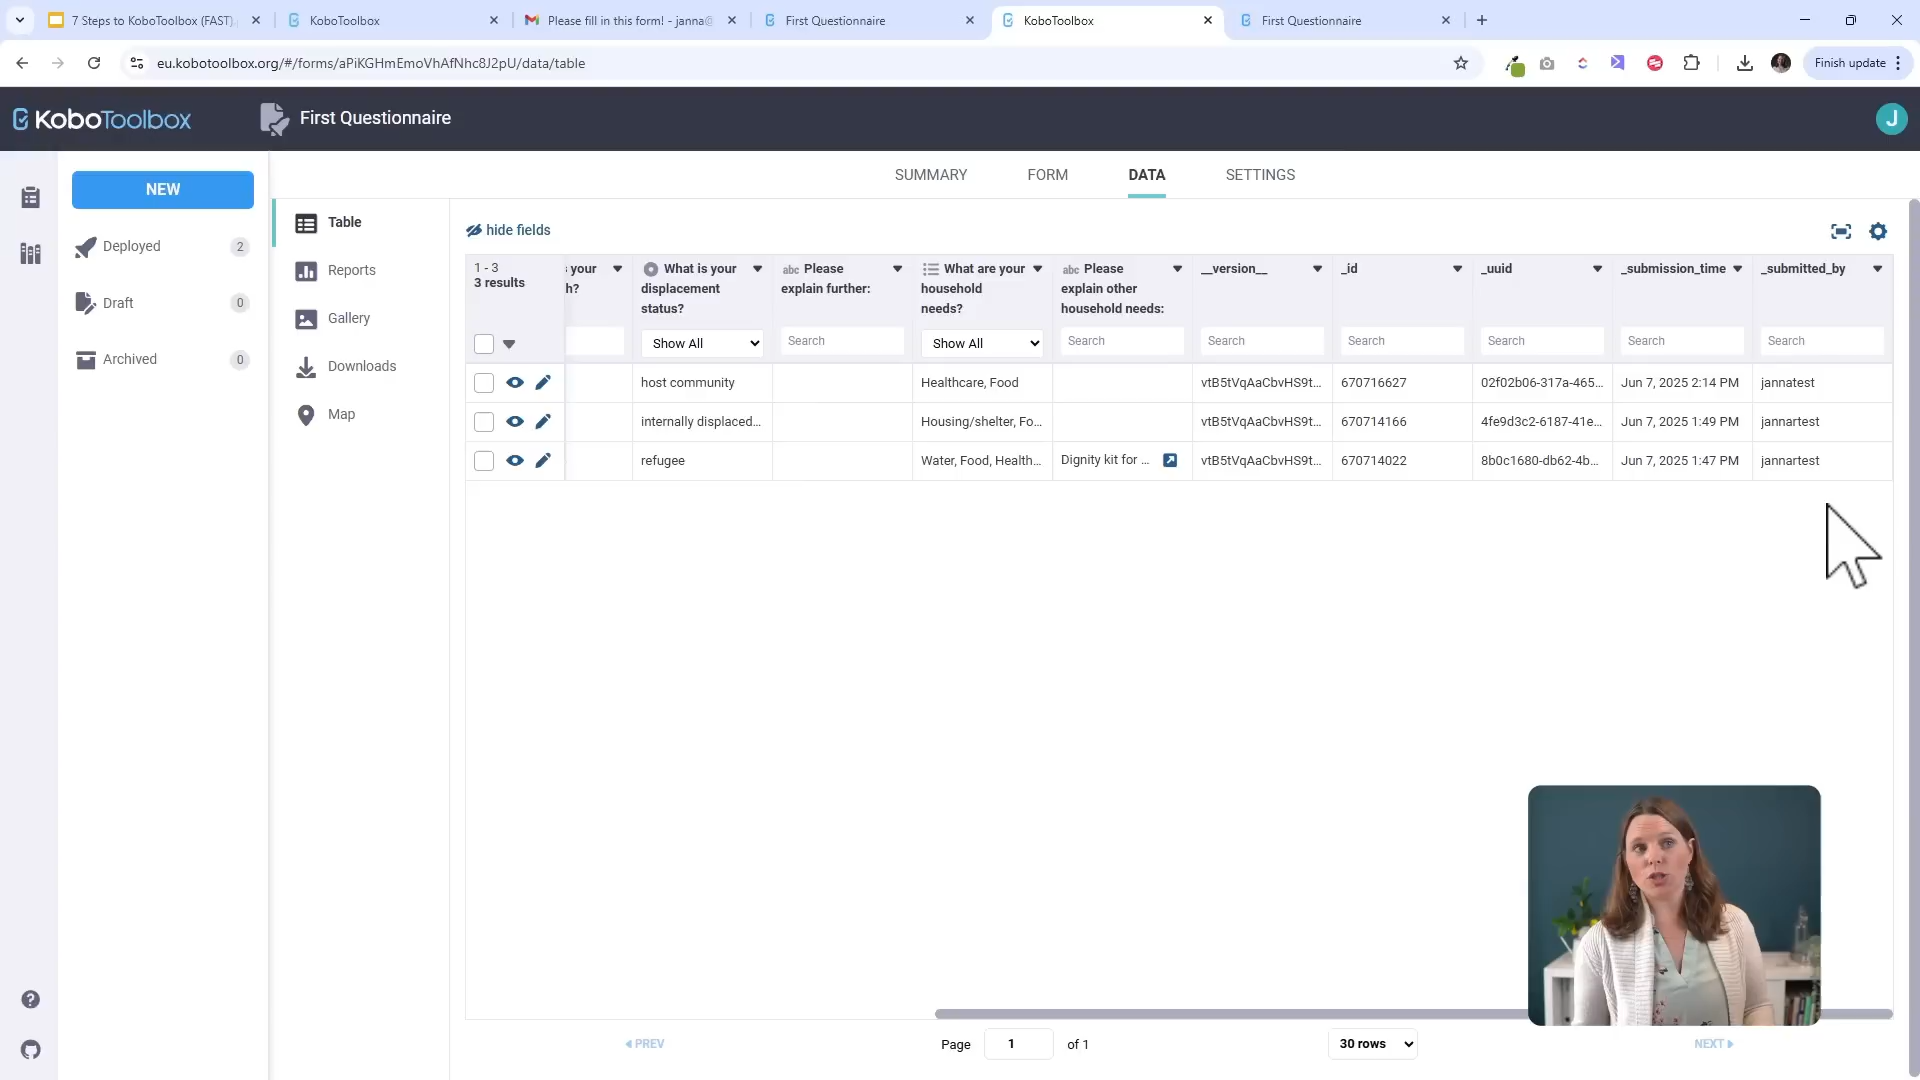 7 Steps to KoboToolbox (FAST)
KoboToolbox
Please fill in this form! - janna@
First Questionnaire
KoboToolbox
First Questionnaire
eu.kobotoolbox.org/#/forms/aPiKGHmEmoVhAfNhc8J2pU/data/table
Finish update
KoboToolbox
First Questionnaire
J
NEW
Deployed 2
Draft 0
Archived 0
SUMMARY FORM DATA SETTINGS
Table
Reports
Gallery
Downloads
Map
hide fields
1 - 3
3 results
your
h?
What is your
displacement
status?
abc Please
explain further:
What are your
household
needs?
abc Please
explain other
household needs:
__version__
_id
_uuid
_submission_time
_submitted_by
Show All Search Show All Search Search Search Search Search Search
host community Healthcare, Food vtB5tVqAaCbvHS9t... 670716627 02f02b06-317a-465... Jun 7, 2025 2:14 PM jannatest
internally displaced... Housing/shelter, Fo... vtB5tVqAaCbvHS9t... 670714166 4fe9d3c2-6187-41e... Jun 7, 2025 1:49 PM jannartest
refugee Water, Food, Health... Dignity kit for ... vtB5tVqAaCbvHS9t... 670714022 8b0c1680-db62-4b... Jun 7, 2025 1:47 PM jannartest
PREV Page 1 of 1 30 rows NEXT